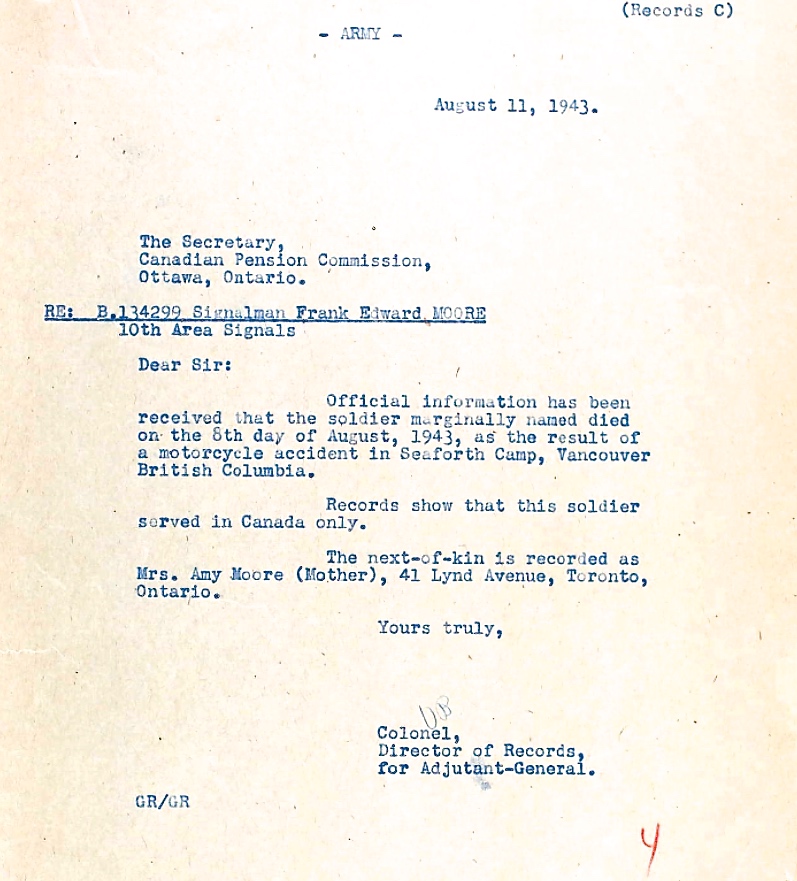 (Records C)
- ARMY -
August 11, 1943.
The Secretary,
Canadian Pension Commission,
Ottawa, Ontario.
RE: B.134299 Signalman Frank Edward MOORE
10th Area Signals
Dear Sir:
Official information has been
received that the soldier marginally named died
on the 8th day of August, 1943, as the result of
a motorcycle accident in Seaforth Camp, Vancouver
British Columbia.
Records show that this soldier
served in Canada only.
The next-of-kin is recorded as
Mrs. Amy Moore (Mother), 41 Lynd Avenue, Toronto,
Ontario.
Yours truly,
Colonel,
Director of Records,
for Adjutant-General.
GR/GR
4